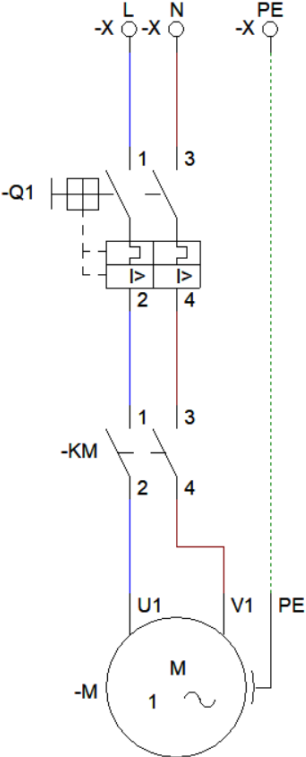 L N PE
-X -X -X
1 3
-Q1
I> I>
2 4
1 3
-KM
2 4
U1 V1 PE
M
-M
1